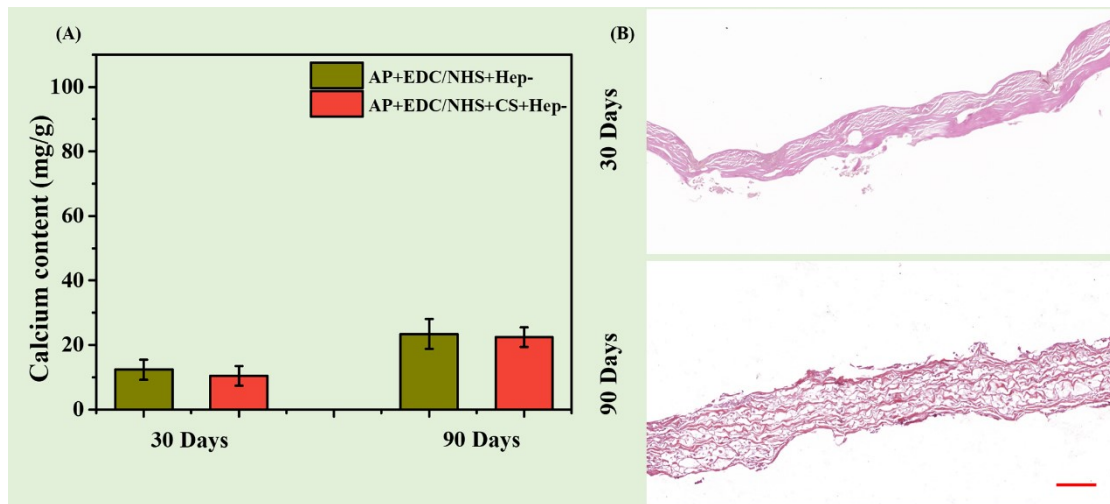 (A)
AP+EDC/NHS+Hep-
AP+EDC/NHS+CS+Hep-
Calcium content (mg/g)
100
80
60
40
20
0
30 Days
90 Days
(B)
30 Days
90 Days